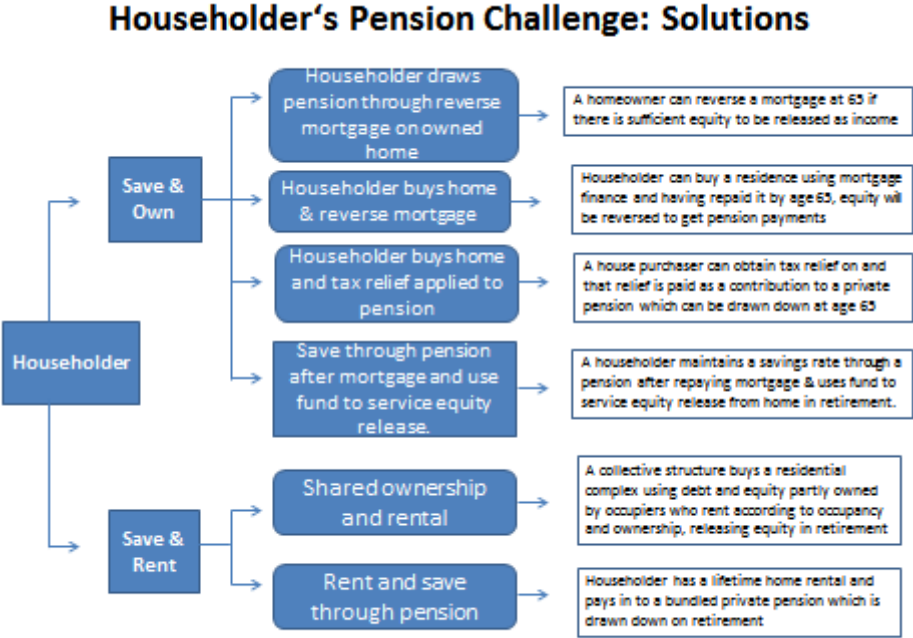 Householder‘s Pension Challenge: Solutions
Householder
Save &
Own
Householder draws
pension through reverse
mortgage on owned
home
A homeowner can reverse a mortgage at 65 if
there is sufficient equity to be released as income
Householder buys home
& reverse mortgage
Householder can buy a residence using mortgage
finance and having repaid it by age 65, equity will
be reversed to get pension payments
Householder buys home
and tax relief applied to
pension
A house purchaser can obtain tax relief on and
that relief is paid as a contribution to a private
pension which can be drawn down at age 65
Save through pension
after mortgage and use
fund to service equity
release.
A householder maintains a savings rate through a
pension after repaying mortgage & uses fund to
service equity release from home in retirement.
Save &
Rent
Shared ownership
and rental
A collective structure buys a residential
complex using debt and equity partly owned
by occupiers who rent according to occupancy
and ownership, releasing equity in retirement
Rent and save
through pension
Householder has a lifetime home rental and
pays in to a bundled private pension which is
drawn down on retirement